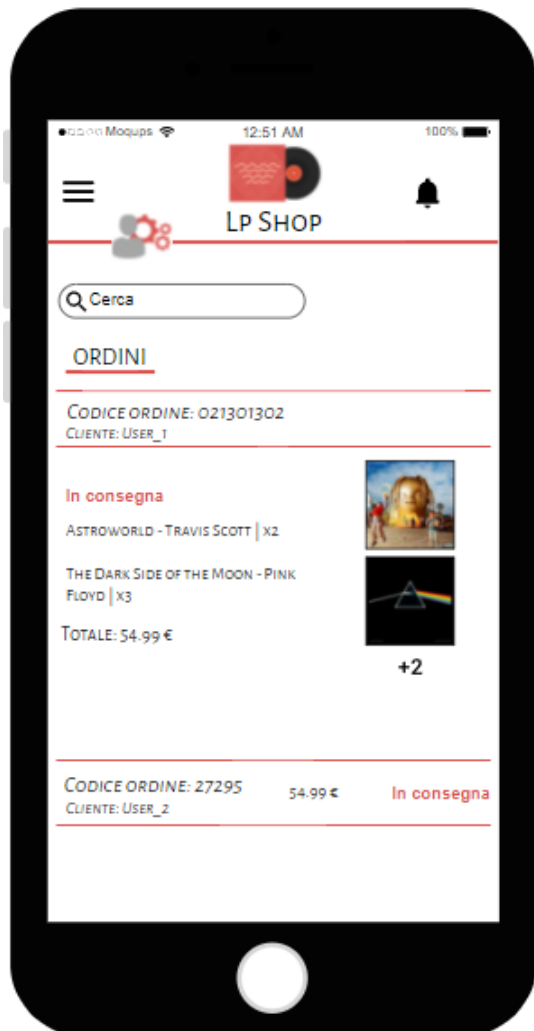 Moqups
12:51 AM
100%
Lp Shop
Cerca
ORDINI
Codice ordine: 021301302
Cliente: User_1
In consegna
Astroworld - Travis Scott | x2
The Dark Side of the Moon - Pink
Floyd | x3
Totale: 54.99 €
+2
Codice ordine: 27295
54.99 €
In consegna
Cliente: User_2